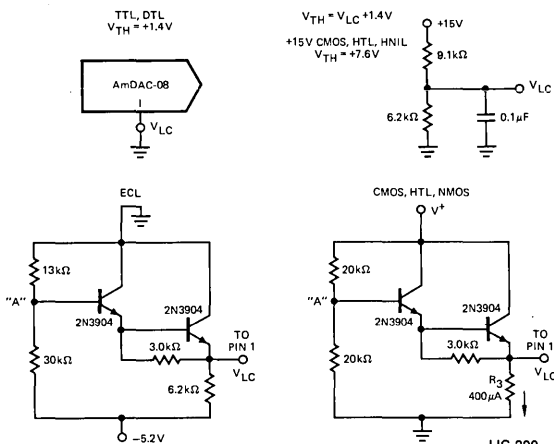 TTL, DTL
V_TH = +1.4V
AmDAC-08
V_LC
V_TH = V_LC +1.4V
+15V CMOS, HTL, HNIL
V_TH = +7.6V
+15V
9.1kΩ
V_LC
6.2kΩ
0.1μF
ECL
13kΩ
"A"
2N3904
2N3904
3.0kΩ
30kΩ
6.2kΩ
TO
PIN 1
V_LC
−5.2V
CMOS, HTL, NMOS
V+
20kΩ
"A"
2N3904
2N3904
3.0kΩ
20kΩ
R3
400μA
TO
PIN 1
V_LC